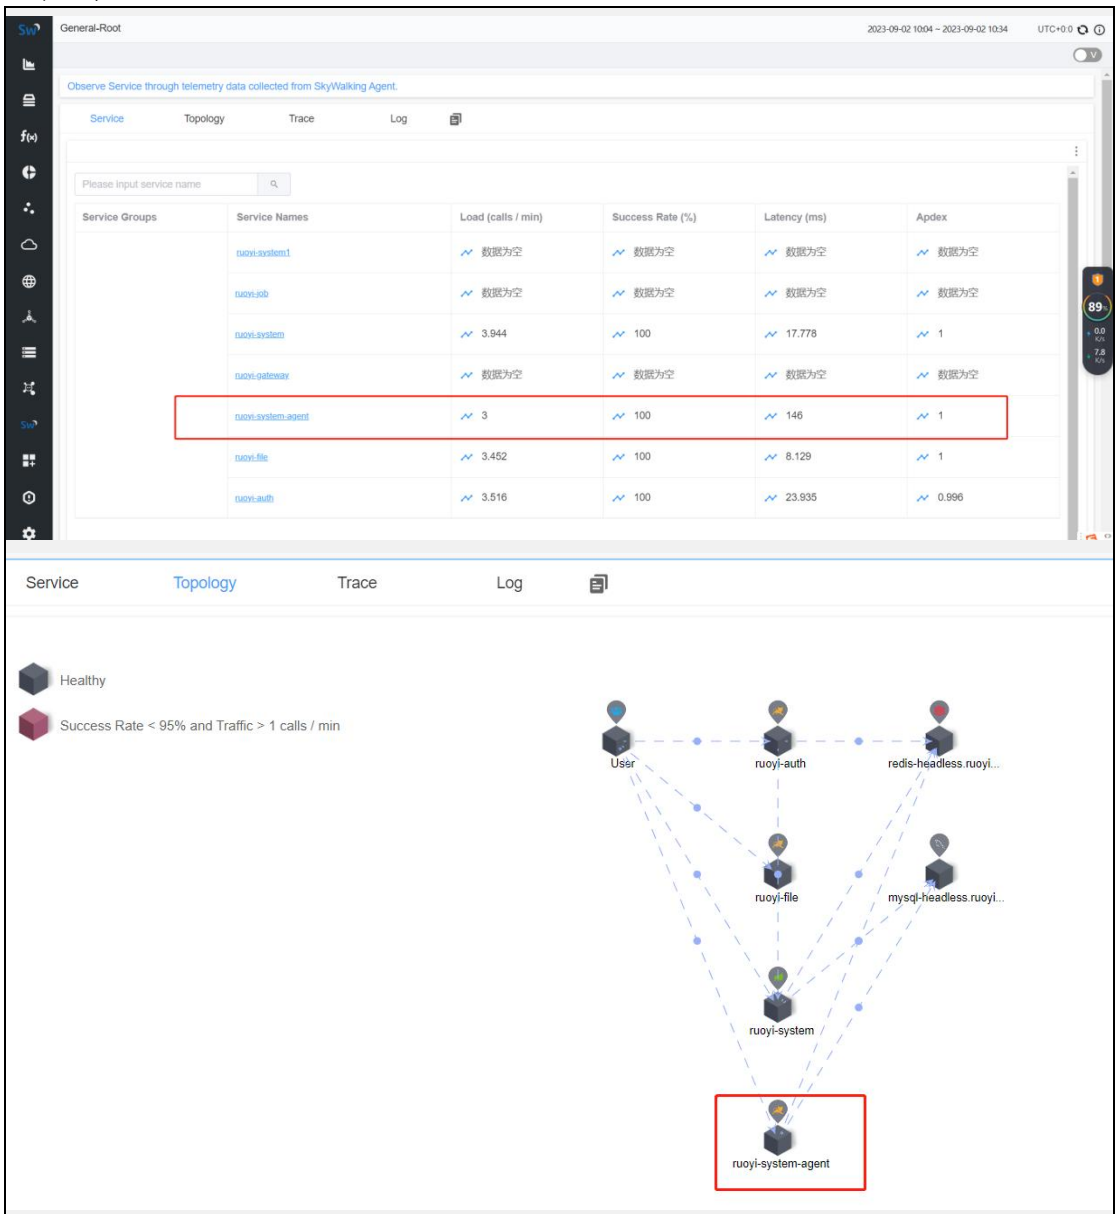 SW
General-Root
2023-09-02 10:04 ~ 2023-09-02 10:34
UTC+0:0
V
Observe Service through telemetry data collected from SkyWalking Agent.
Service Topology Trace Log
f(x)
Please input service name
Service Groups Service Names Load (calls / min) Success Rate (%) Latency (ms) Apdex
ruoyi-system1 数据为空 数据为空 数据为空 数据为空
ruoyi-job 数据为空 数据为空 数据为空 数据为空
ruoyi-system 3.944 100 17.778 1
ruoyi-gateway 数据为空 数据为空 数据为空 数据为空
ruoyi-system-agent 3 100 146 1
ruoyi-file 3.452 100 8.129 1
ruoyi-auth 3.516 100 23.935 0.996
Sw
1
89%
0.0
K/s
7.8
K/s
Service Topology Trace Log
Healthy
Success Rate < 95% and Traffic > 1 calls / min
User ruoyi-auth redis-headless.ruoyi...
ruoyi-file mysql-headless.ruoyi...
ruoyi-system
ruoyi-system-agent